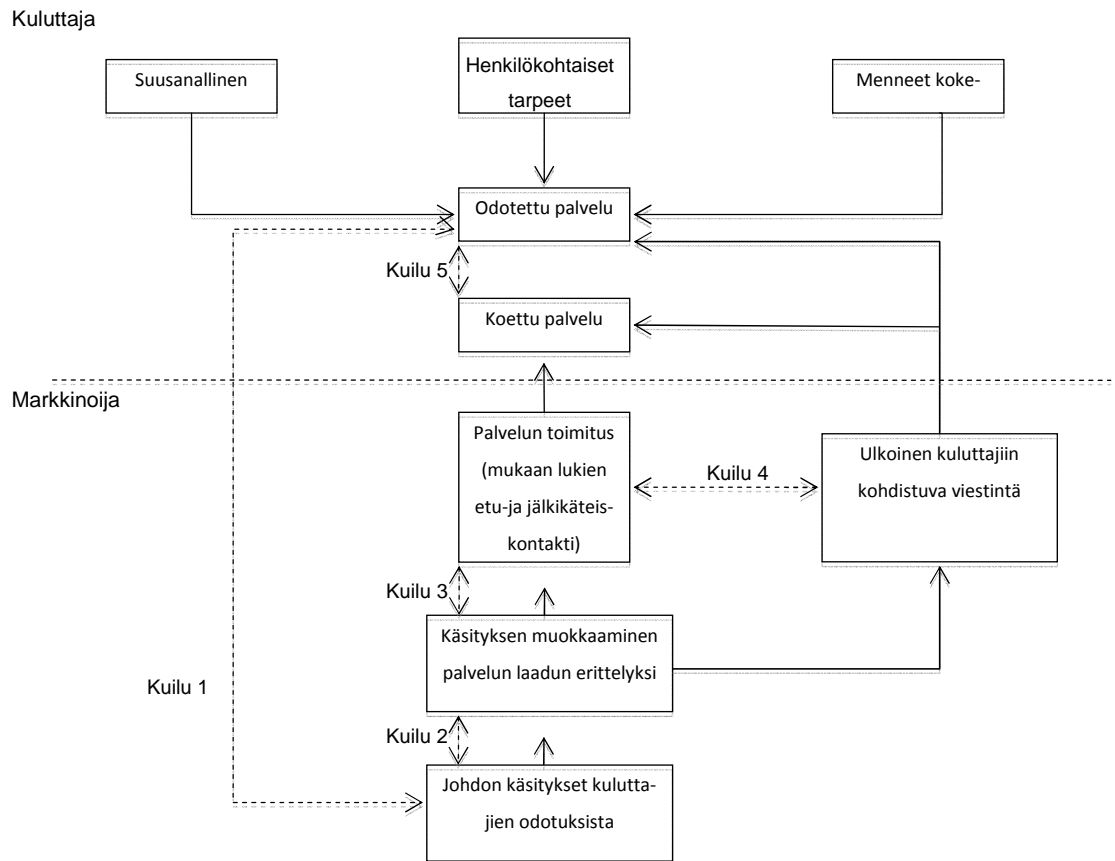 Kuluttaja
Suusanallinen
Henkilökohtaiset
tarpeet
Menneet koke-
Odotettu palvelu
Kuilu 5
Koettu palvelu
Markkinoija
Palvelun toimitus
(mukaan lukien
etu-ja jälkikäteis-
kontakti)
Kuilu 4
Ulkoinen kuluttajiin
kohdistuva viestintä
Kuilu 3
Käsityksen muokkaaminen
palvelun laadun erittelyksi
Kuilu 1
Kuilu 2
Johdon käsitykset kulutta-
jien odotuksista